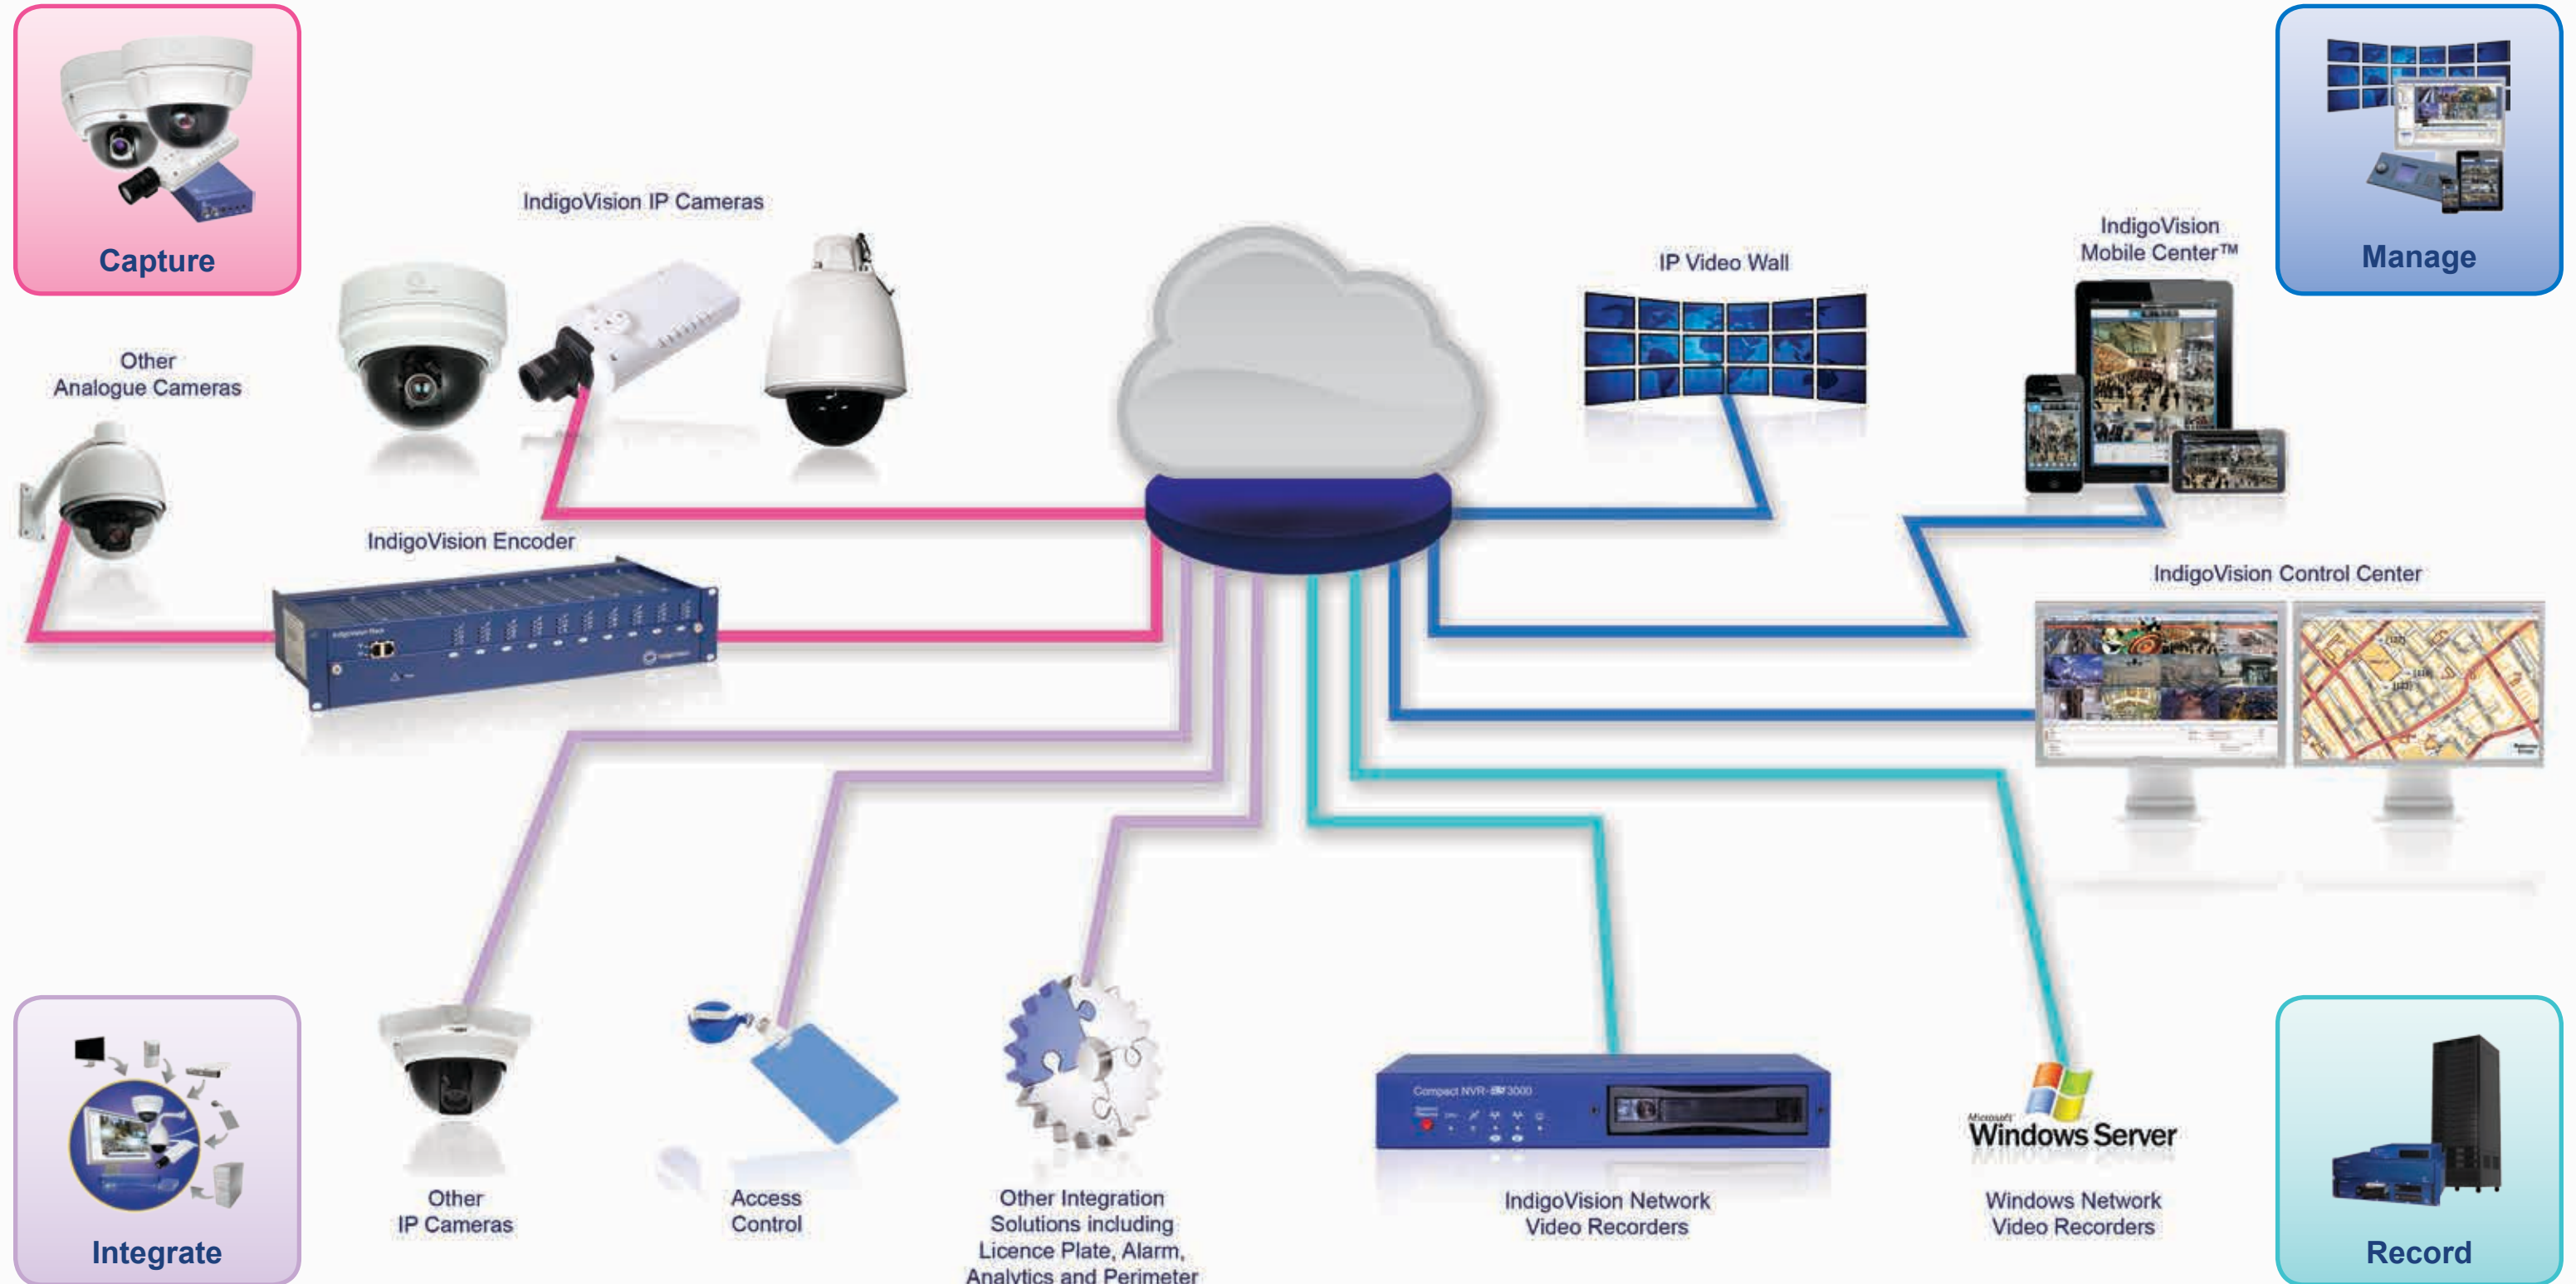 Capture
Manage
IndigoVision IP Cameras
IP Video Wall
IndigoVision
Mobile Center™
Other
Analogue Cameras
IndigoVision Encoder
IndigoVision Control Center
Compact NVR-AS 3000
Microsoft
Windows Server
Other
IP Cameras
Access
Control
Other Integration
Solutions including
Licence Plate, Alarm,
Analytics and Perimeter
IndigoVision Network
Video Recorders
Windows Network
Video Recorders
Integrate
Record